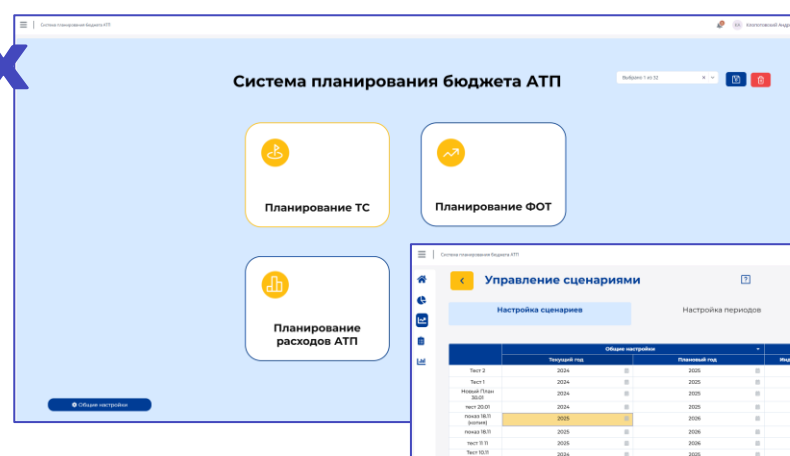 Система планирования бюджета АТП
Система планирования бюджета АТП
Выбрано 1 из 32
Планирование ТС
Планирование ФОТ
Планирование
расходов АТП
Общие настройки
Система планирования бюджета АТП
Управление сценариями
?
Настройка сценариев
Настройка периодов
Общие настройки
Текущий год
Плановый год
Тест 2
2024
2025
Тест 1
2024
2025
Новый План
30.01
2024
2025
тест 20.01
2024
2025
показ 18.11
(копия)
2025
2026
показ 18.11
2025
2026
тест 11 11
2025
2026
Тест 10.11
2024
2025